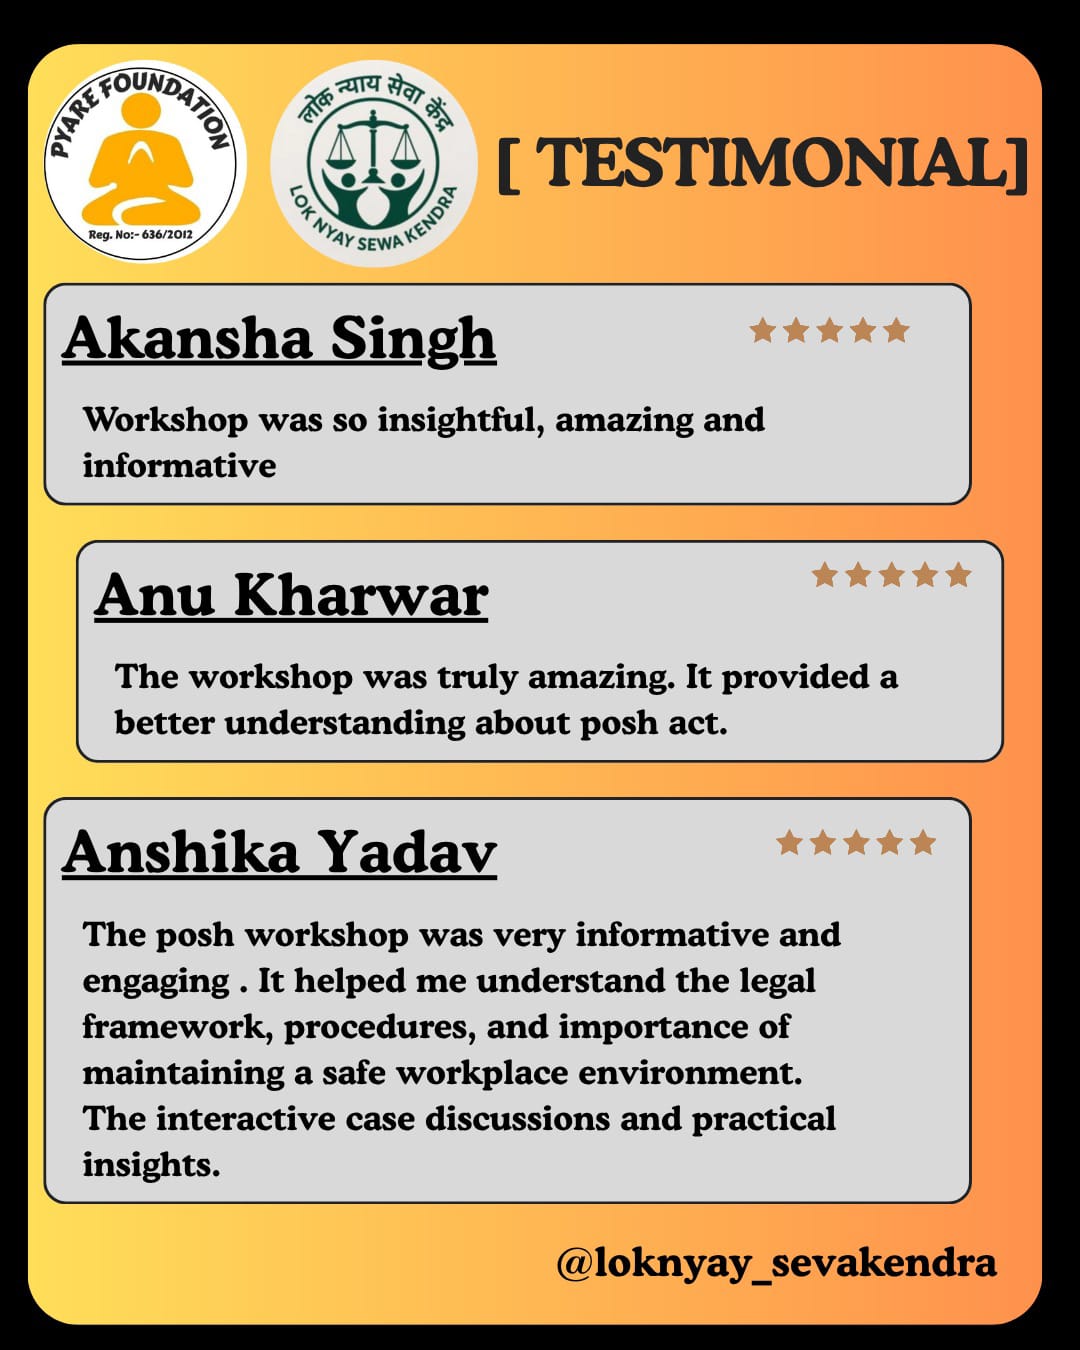 PYARE FOUNDATION
Reg. No:- 636/2012
लोक न्याय सेवा केंद्र
LOK NYAY SEWA KENDRA
[ TESTIMONIAL]
Akansha Singh
Workshop was so insightful, amazing and
informative
Anu Kharwar
The workshop was truly amazing. It provided a
better understanding about posh act.
Anshika Yadav
The posh workshop was very informative and
engaging . It helped me understand the legal
framework, procedures, and importance of
maintaining a safe workplace environment.
The interactive case discussions and practical
insights.
@loknyay_sevakendra